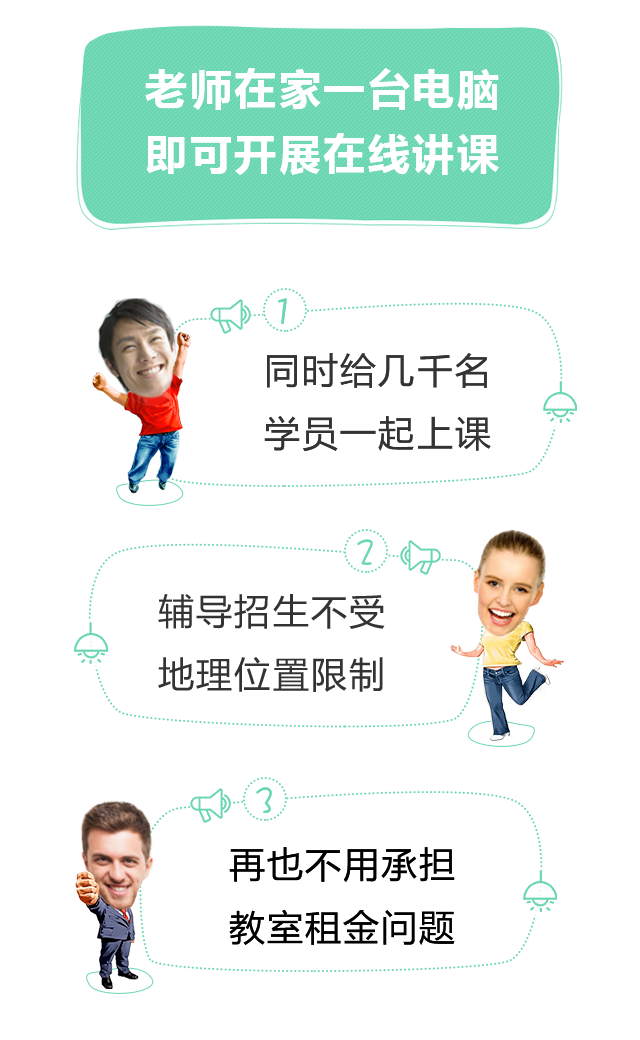 老师在家一台电脑
即可开展在线讲课
1
同时给几千名
学员一起上课
2
辅导招生不受
地理位置限制
3
再也不用承担
教室租金问题